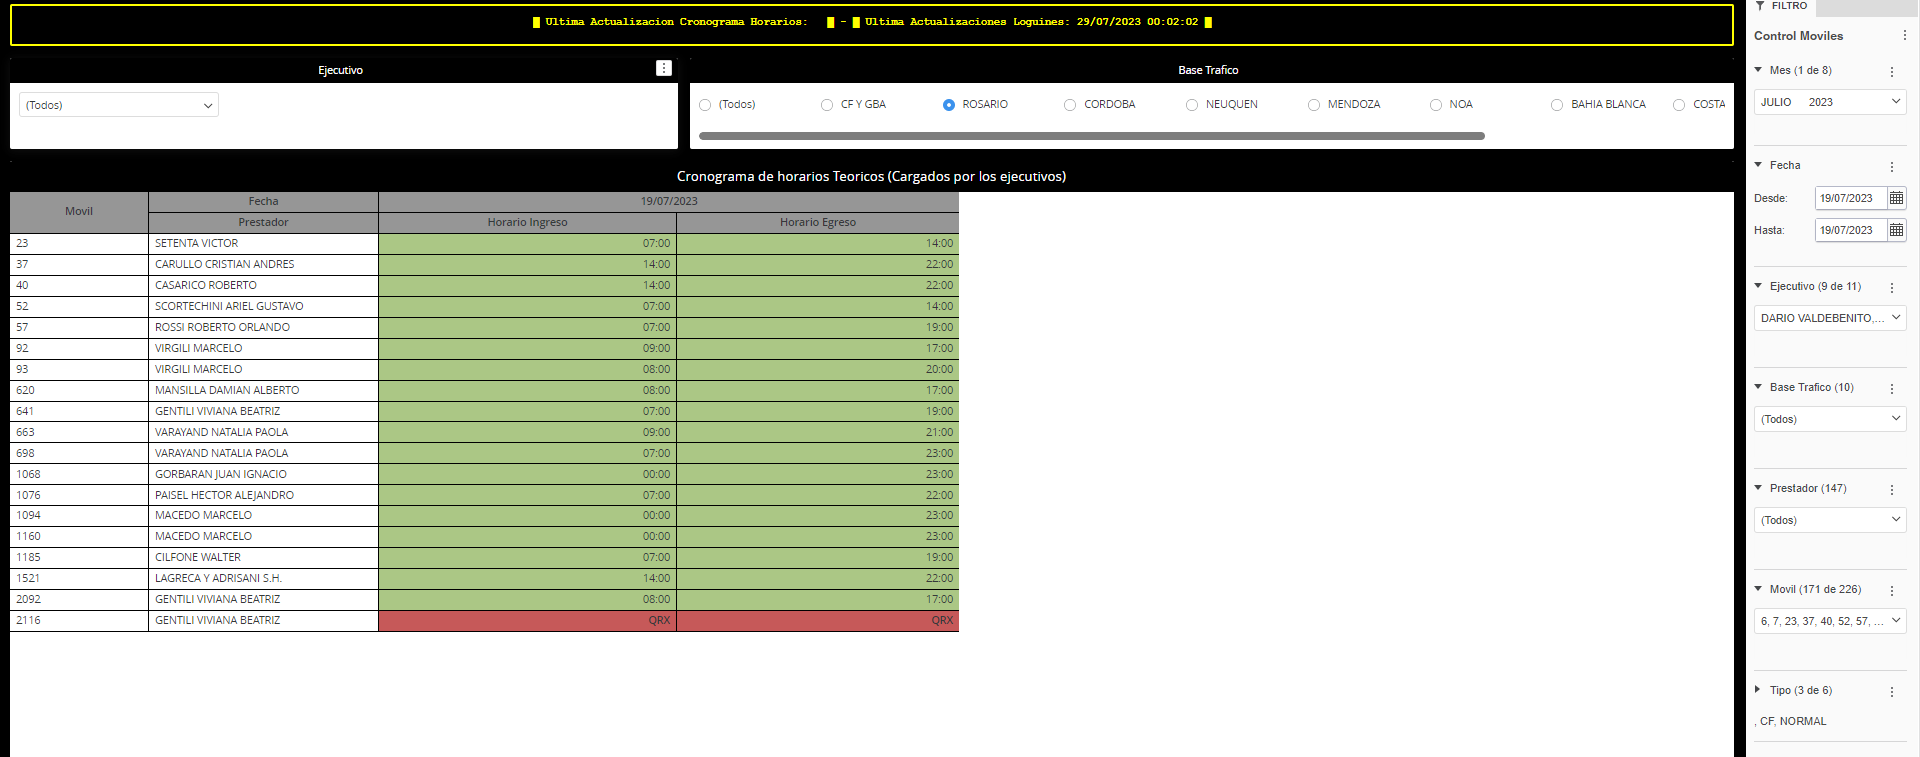 Ultima Actualizacion Cronograma Horarios: - Ultima Actualizaciones Loguines: 29/07/2023 00:02:02
Ejecutivo
(Todos)
Base Trafico
(Todos) CF Y GBA ROSARIO CORDOBA NEUQUEN MENDOZA NOA BAHIA BLANCA COSTA
Cronograma de horarios Teoricos (Cargados por los ejecutivos)
Movil Fecha 19/07/2023
Prestador Horario Ingreso Horario Egreso
23 SETENTA VICTOR 07:00 14:00
37 CARULLO CRISTIAN ANDRES 14:00 22:00
40 CASARICO ROBERTO 14:00 22:00
52 SCORTECHINI ARIEL GUSTAVO 07:00 14:00
57 ROSSI ROBERTO ORLANDO 07:00 19:00
92 VIRGILI MARCELO 09:00 17:00
93 VIRGILI MARCELO 08:00 20:00
620 MANSILLA DAMIAN ALBERTO 08:00 17:00
641 GENTILI VIVIANA BEATRIZ 07:00 19:00
663 VARAYAND NATALIA PAOLA 09:00 21:00
698 VARAYAND NATALIA PAOLA 07:00 23:00
1068 GORBARAN JUAN IGNACIO 00:00 23:00
1076 PAISEL HECTOR ALEJANDRO 07:00 22:00
1094 MACEDO MARCELO 00:00 23:00
1160 MACEDO MARCELO 00:00 23:00
1185 CILFONE WALTER 07:00 19:00
1521 LAGRECA Y ADRISANI S.H. 14:00 22:00
2092 GENTILI VIVIANA BEATRIZ 08:00 17:00
2116 GENTILI VIVIANA BEATRIZ QRX QRX
FILTRO
Control Moviles
Mes (1 de 8)
JULIO 2023
Fecha
Desde: 19/07/2023
Hasta: 19/07/2023
Ejecutivo (9 de 11)
DARIO VALDEBENITO,...
Base Trafico (10)
(Todos)
Prestador (147)
(Todos)
Movil (171 de 226)
6, 7, 23, 37, 40, 52, 57, ...
Tipo (3 de 6)
, CF, NORMAL